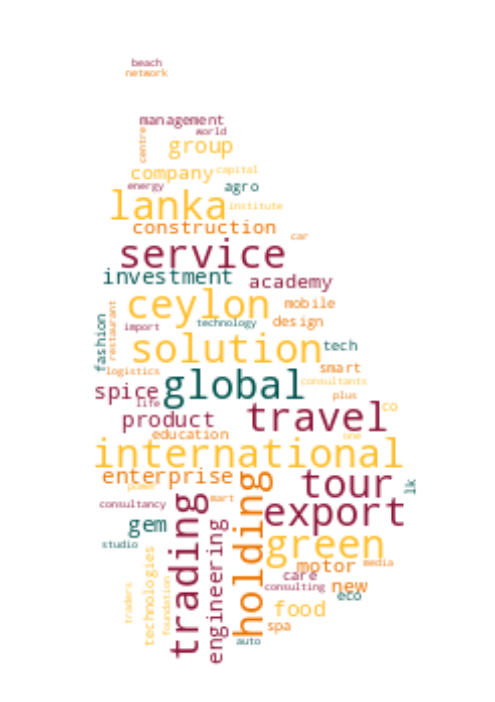 beach
network
management
world
centre
group
company
capital
energy
agro
lanka
institute
construction
car
service
investment
academy
ceylon
mobile
fashion
restaurant
import
technology
design
solution
tech
logistics
smart
global
consultants
spice
life
plus
product
travel
co
education
one
international
enterprise
tour
lk
power
consultancy
mart
export
trading
holding
gem
engineering
green
studio
technologies
motor
media
care
foundation
traders
consulting
new
eco
food
spa
auto